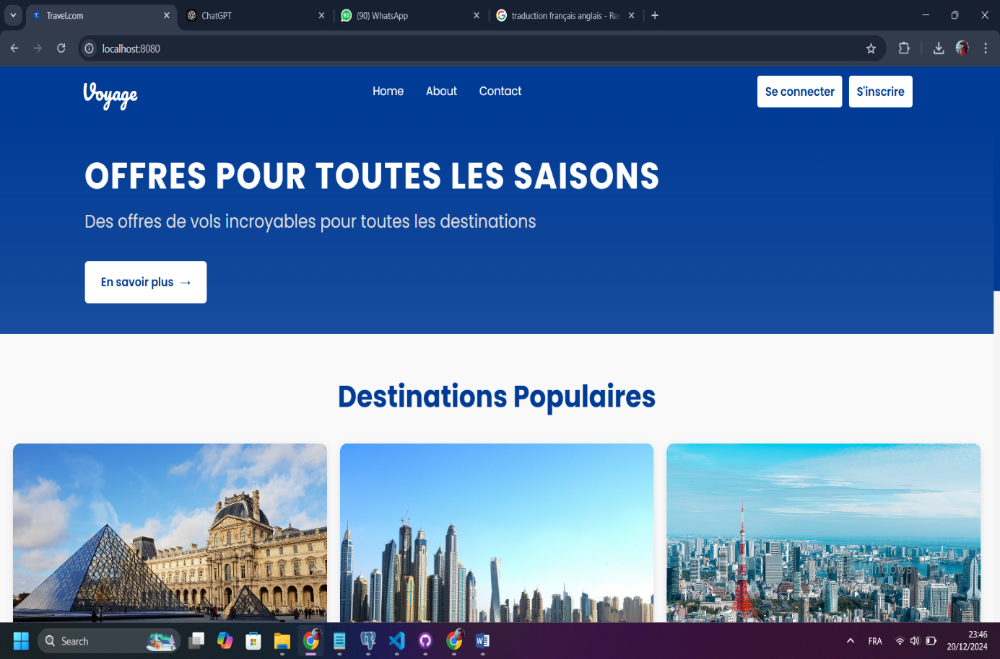 Travel.com
ChatGPT
90 (90) WhatsApp
traduction français anglais - Re
localhost:8080
Voyage
Home
About
Contact
Se connecter
S'inscrire
OFFRES POUR TOUTES LES SAISONS
Des offres de vols incroyables pour toutes les destinations
En savoir plus →
Destinations Populaires
Search
FRA
23:46
20/12/2024